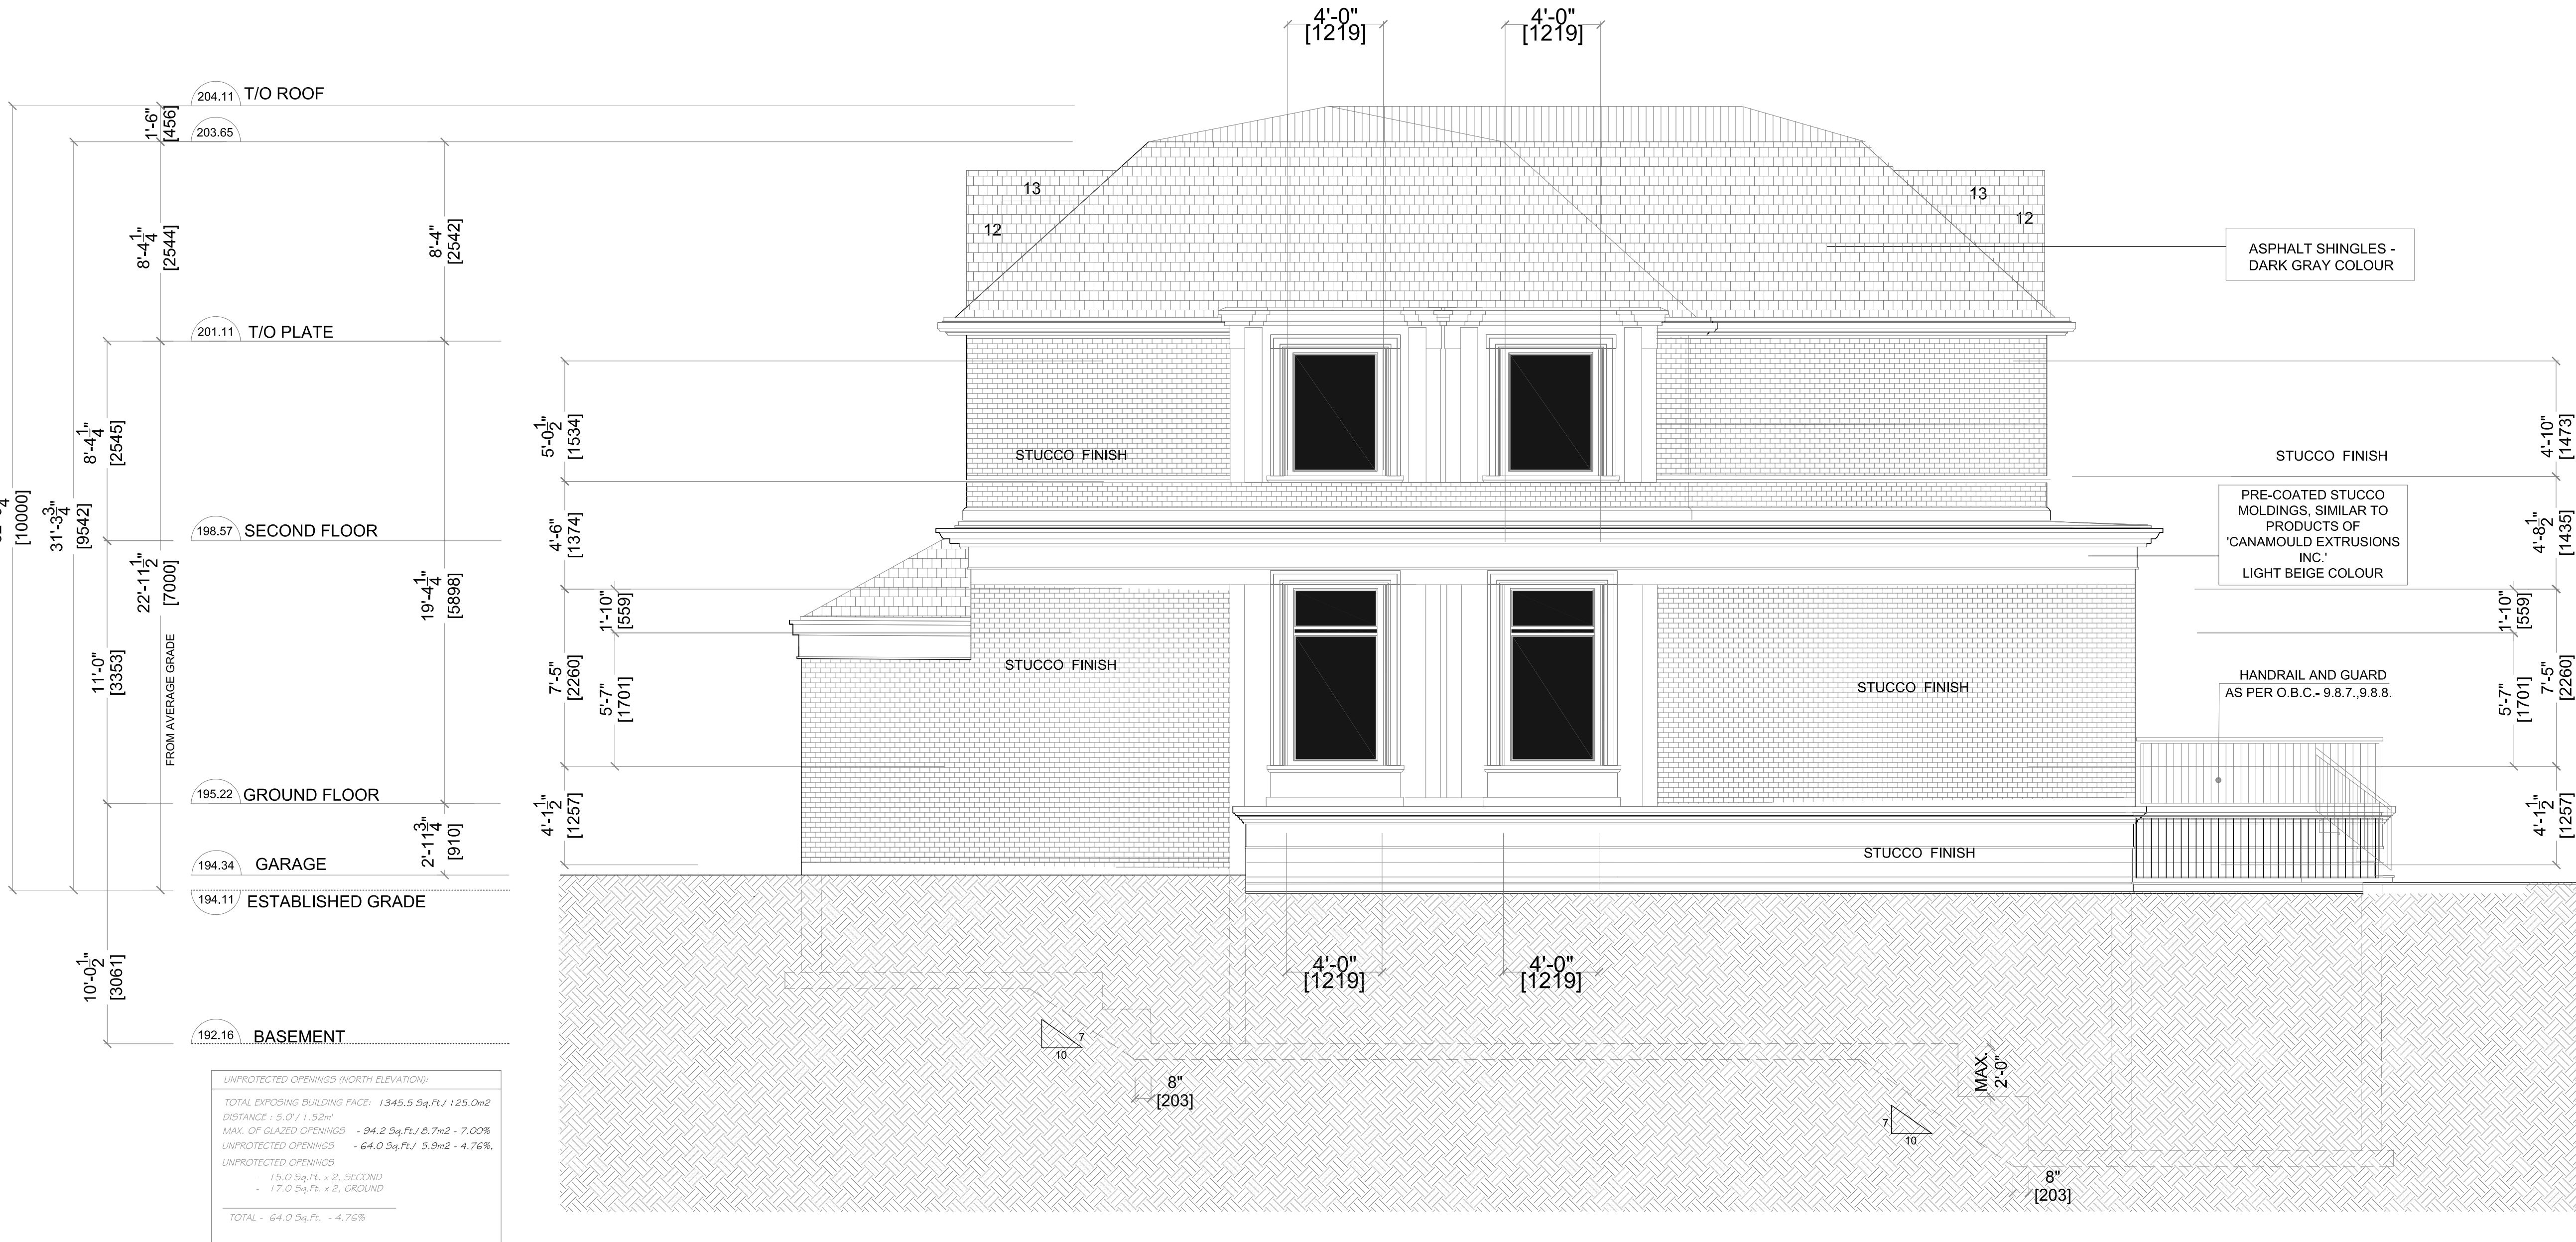 4'-0"
[1219]
4'-0"
[1219]
204.11 T/O ROOF
1'-6"
[456]
203.65
8'-4 1/4"
[2544]
8'-4"
[2542]
13
12
13
12
ASPHALT SHINGLES -
DARK GRAY COLOUR
201.11 T/O PLATE
[10000]
31'-3 3/4"
[9542]
8'-4 1/4"
[2545]
22'-11 1/2"
[7000]
FROM AVERAGE GRADE
19'-4 1/4"
[5898]
198.57 SECOND FLOOR
11'-0"
[3353]
195.22 GROUND FLOOR
2'-11 3/4"
[910]
194.34 GARAGE
194.11 ESTABLISHED GRADE
10'-0 1/2"
[3061]
192.16 BASEMENT
5'-0 1/2"
[1534]
4'-6"
[1374]
1'-10"
[559]
7'-5"
[2260]
5'-7"
[1701]
4'-1 1/2"
[1257]
STUCCO FINISH
STUCCO FINISH
STUCCO FINISH
STUCCO FINISH
STUCCO FINISH
PRE-COATED STUCCO
MOLDINGS, SIMILAR TO
PRODUCTS OF
'CANAMOULD EXTRUSIONS
INC.'
LIGHT BEIGE COLOUR
HANDRAIL AND GUARD
AS PER O.B.C.- 9.8.7.,9.8.8.
4'-10"
[1473]
4'-8 1/2"
[1435]
1'-10"
[559]
7'-5"
[2260]
5'-7"
[1701]
4'-1 1/2"
[1257]
4'-0"
[1219]
4'-0"
[1219]
7
10
8"
[203]
MAX.
2'-0"
7
10
8"
[203]
UNPROTECTED OPENINGS (NORTH ELEVATION):
TOTAL EXPOSING BUILDING FACE: 1345.5 Sq.Ft./ 125.0m2
DISTANCE : 5.0'/ 1.52m'
MAX. OF GLAZED OPENINGS - 94.2 Sq.Ft./ 8.7m2 - 7.00%
UNPROTECTED OPENINGS - 64.0 Sq.Ft./ 5.9m2 - 4.76%,
UNPROTECTED OPENINGS
- 15.0 Sq.Ft. x 2, SECOND
- 17.0 Sq.Ft. x 2, GROUND
TOTAL - 64.0 Sq.Ft. - 4.76%